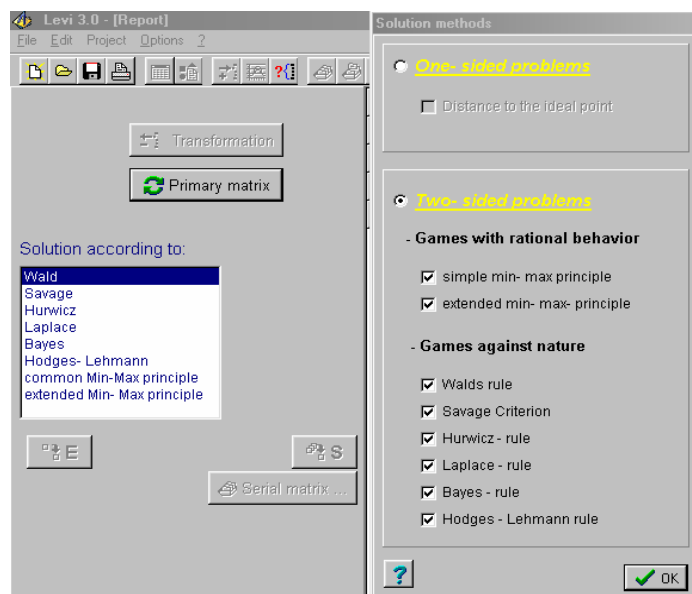 Levi 3.0 - [Report]
File Edit Project Options ?
Transformation
Primary matrix
Solution according to:
Wald
Savage
Hurwicz
Laplace
Bayes
Hodges- Lehmann
common Min-Max principle
extended Min- Max principle
E
S
Serial matrix ...
Solution methods
One- sided problems
Distance to the ideal point
Two- sided problems
- Games with rational behavior
simple min- max principle
extended min- max- principle
- Games against nature
Walds rule
Savage Criterion
Hurwicz - rule
Laplace - rule
Bayes - rule
Hodges - Lehmann rule
?
OK